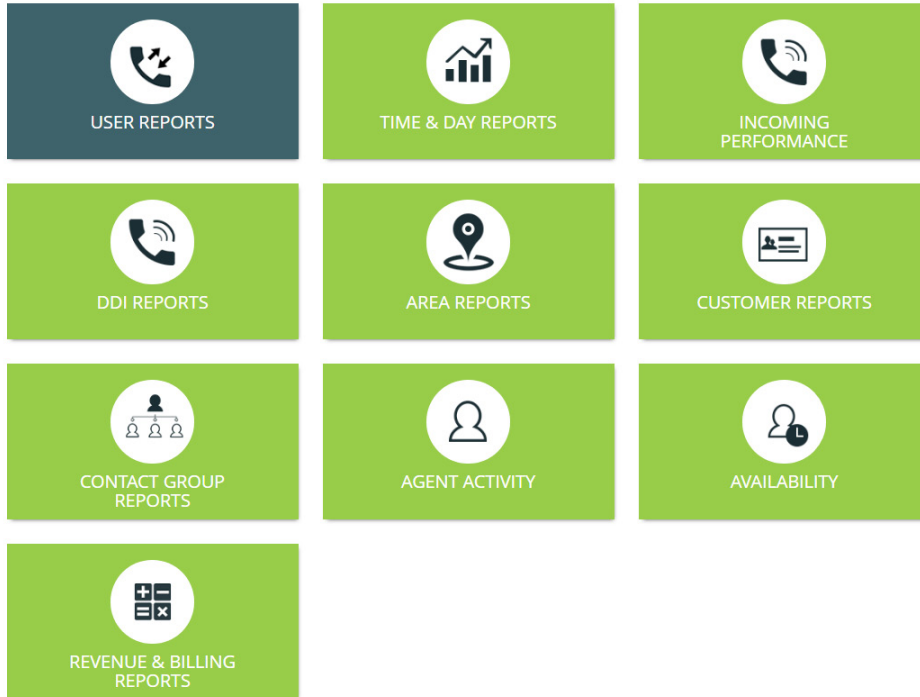 USER REPORTS
TIME & DAY REPORTS
INCOMING
PERFORMANCE
DDI REPORTS
AREA REPORTS
CUSTOMER REPORTS
CONTACT GROUP
REPORTS
AGENT ACTIVITY
AVAILABILITY
REVENUE & BILLING
REPORTS